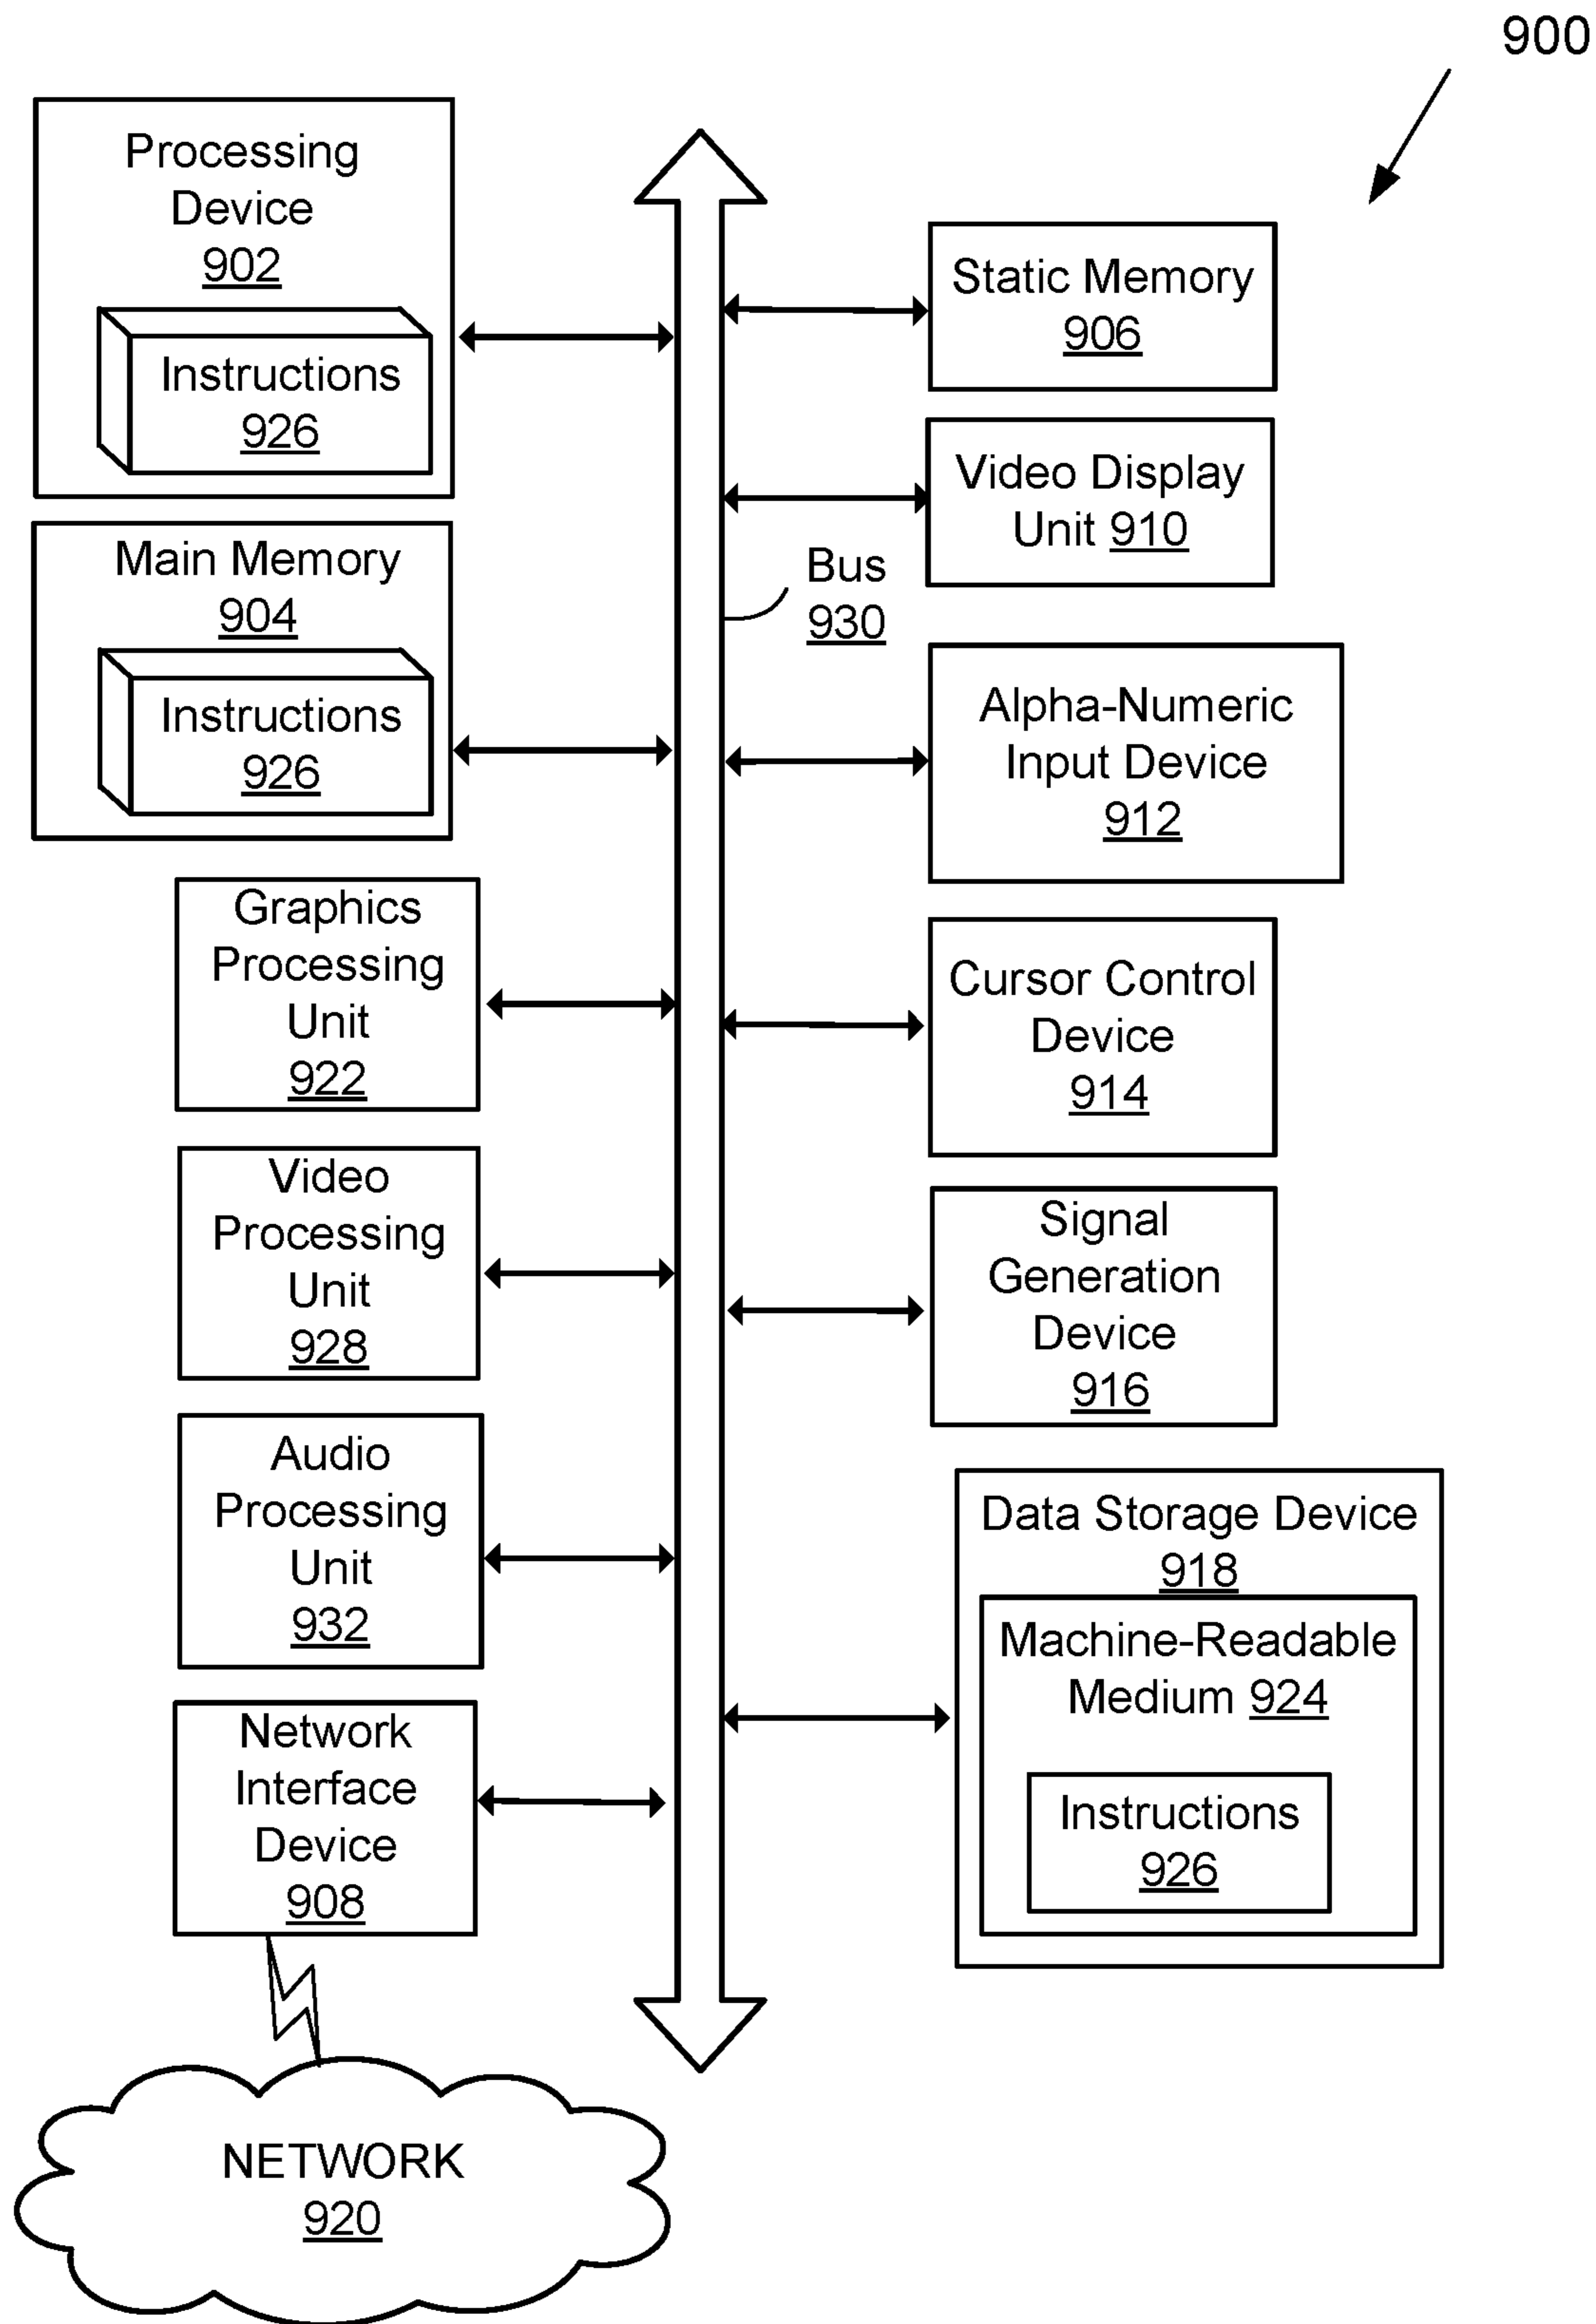 900
Processing
Device
902
Instructions
926
Main Memory
904
Instructions
926
Graphics
Processing
Unit
922
Video
Processing
Unit
928
Audio
Processing
Unit
932
Network
Interface
Device
908
NETWORK
920
Bus
930
Static Memory
906
Video Display
Unit 910
Alpha-Numeric
Input Device
912
Cursor Control
Device
914
Signal
Generation
Device
916
Data Storage Device
918
Machine-Readable
Medium 924
Instructions
926